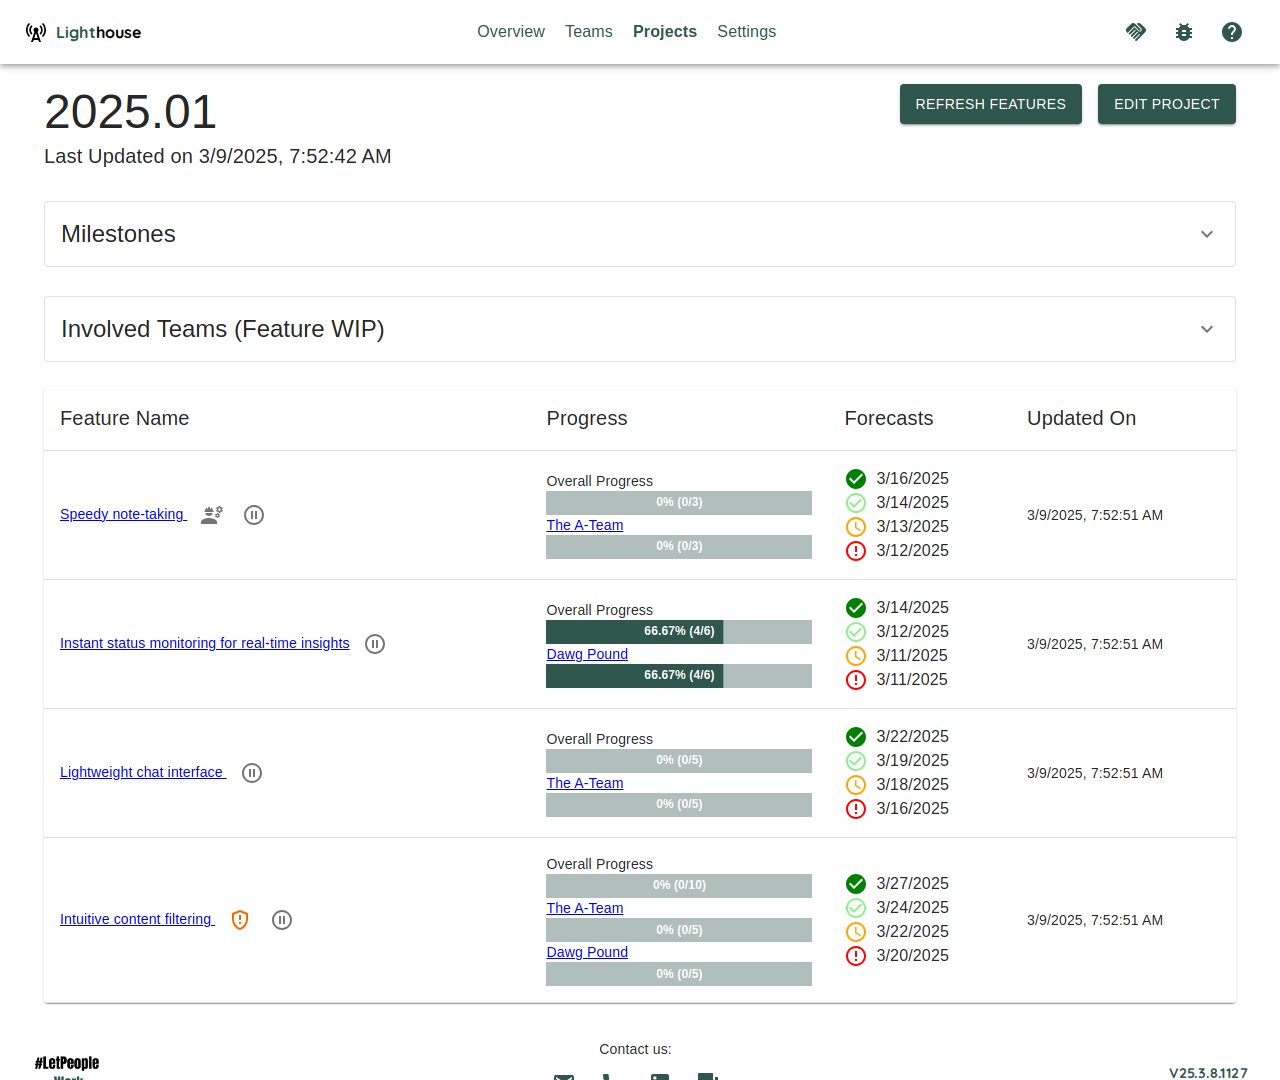 Lighthouse
Overview Teams Projects Settings
2025.01
REFRESH FEATURES EDIT PROJECT
Last Updated on 3/9/2025, 7:52:42 AM
Milestones
Involved Teams (Feature WIP)
Feature Name Progress Forecasts Updated On
Speedy note-taking
Overall Progress
0% (0/3)
The A-Team
0% (0/3)
3/16/2025
3/14/2025
3/13/2025
3/12/2025
3/9/2025, 7:52:51 AM
Instant status monitoring for real-time insights
Overall Progress
66.67% (4/6)
Dawg Pound
66.67% (4/6)
3/14/2025
3/12/2025
3/11/2025
3/11/2025
3/9/2025, 7:52:51 AM
Lightweight chat interface
Overall Progress
0% (0/5)
The A-Team
0% (0/5)
3/22/2025
3/19/2025
3/18/2025
3/16/2025
3/9/2025, 7:52:51 AM
Intuitive content filtering
Overall Progress
0% (0/10)
The A-Team
0% (0/5)
Dawg Pound
0% (0/5)
3/27/2025
3/24/2025
3/22/2025
3/20/2025
3/9/2025, 7:52:51 AM
#LetPeople
Work
Contact us:
V25.3.8.1127